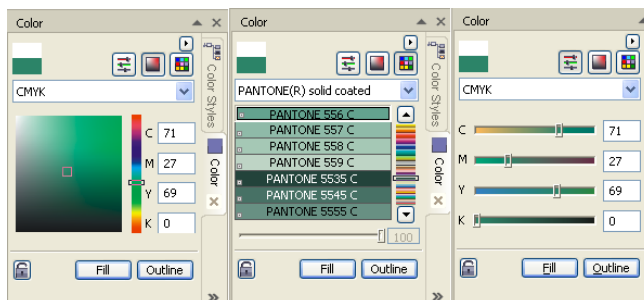 Color
CMYK
C 71
M 27
Y 69
K 0
Fill Outline
Color Styles
Color
Color
PANTONE(R) solid coated
PANTONE 556 C
PANTONE 557 C
PANTONE 558 C
PANTONE 559 C
PANTONE 5535 C
PANTONE 5545 C
PANTONE 5555 C
100
Fill Outline
Color Styles
Color
Color
CMYK
C 71
M 27
Y 69
K 0
Fill Outline